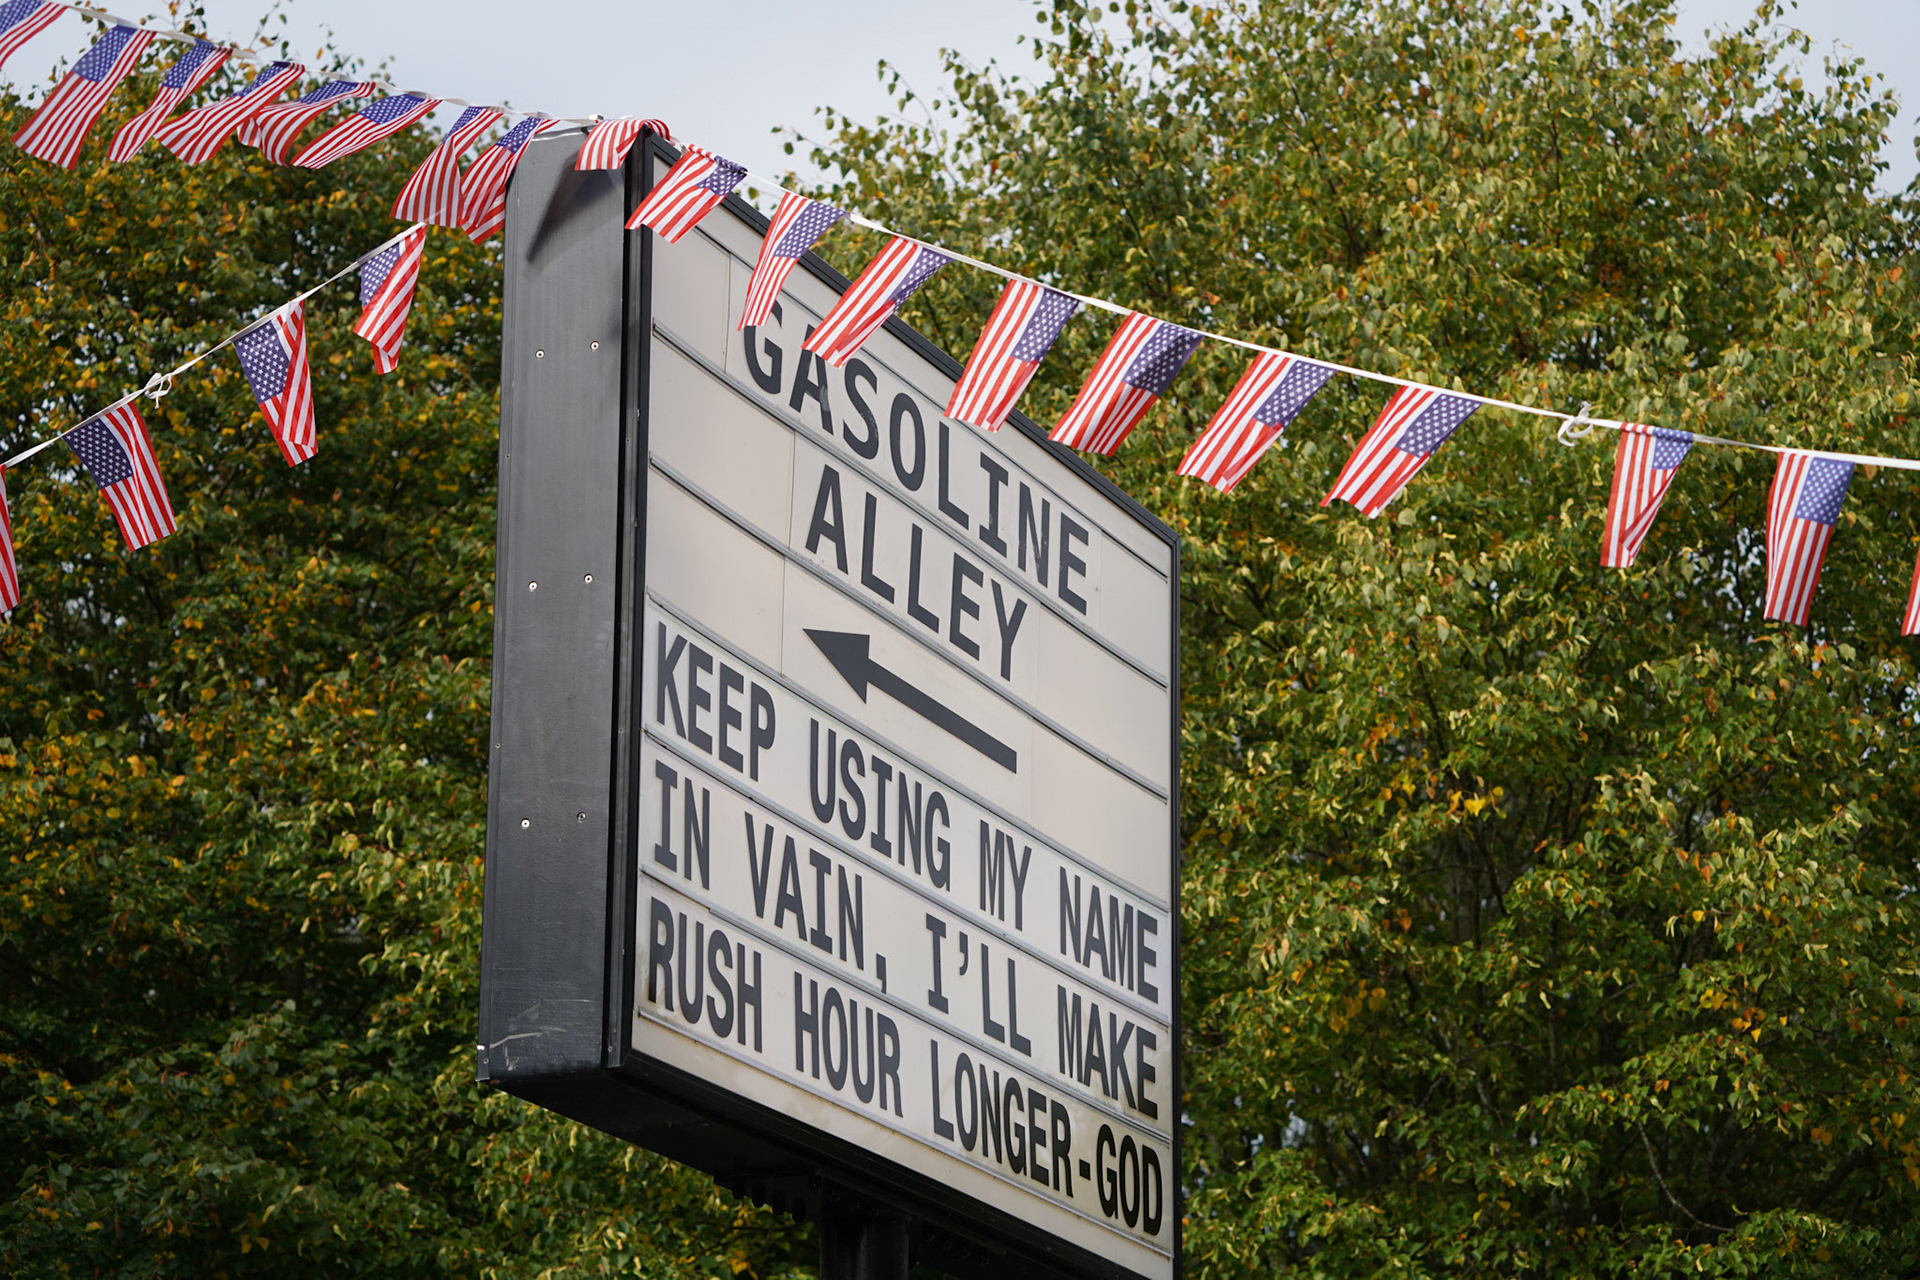 GASOLINE
ALLEY
KEEP USING MY NAME
IN VAIN, I'LL MAKE
RUSH HOUR LONGER-GOD